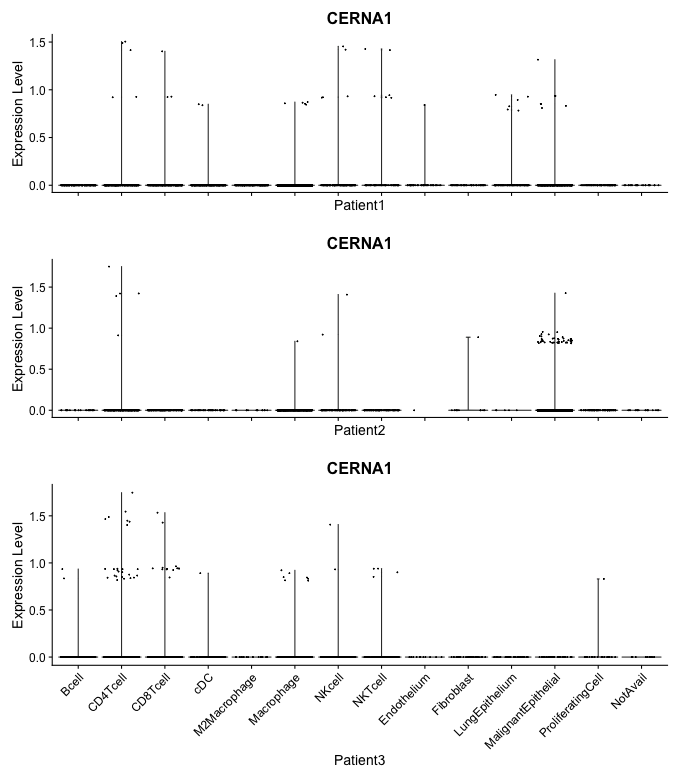 CERNA1
Expression Level
1.5
1.0
0.5
0.0
Patient1
CERNA1
Expression Level
1.5
1.0
0.5
0.0
Patient2
CERNA1
Expression Level
1.5
1.0
0.5
0.0
Bcell
CD4Tcell
CD8Tcell
cDC
M2Macrophage
Macrophage
NKcell
NKTcell
Endothelium
Fibroblast
LungEpithelium
MalignantEpithelial
ProliferatingCell
NotAvail
Patient3